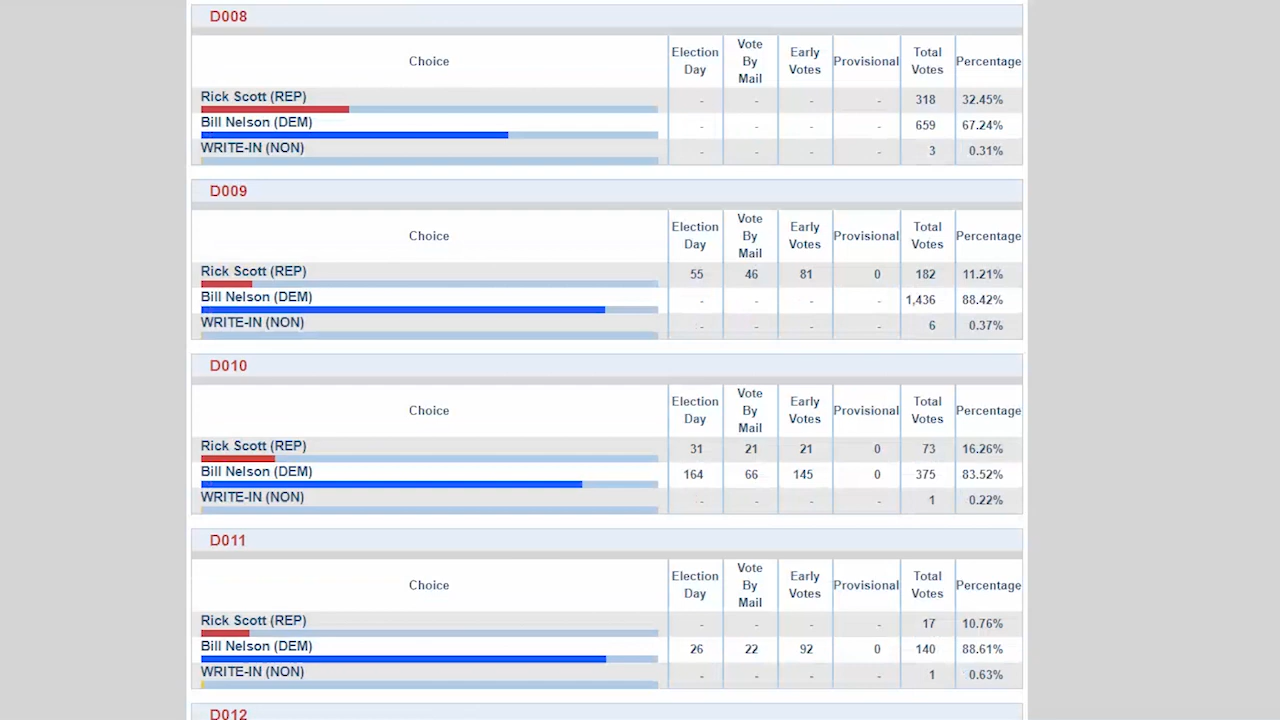 D008
Choice Election Day Vote By Mail Early Votes Provisional Total Votes Percentage
Rick Scott (REP) - - - - 318 32.45%
Bill Nelson (DEM) - - - - 659 67.24%
WRITE-IN (NON) - - - - 3 0.31%
D009
Choice Election Day Vote By Mail Early Votes Provisional Total Votes Percentage
Rick Scott (REP) 55 46 81 0 182 11.21%
Bill Nelson (DEM) - - - - 1,436 88.42%
WRITE-IN (NON) - - - - 6 0.37%
D010
Choice Election Day Vote By Mail Early Votes Provisional Total Votes Percentage
Rick Scott (REP) 31 21 21 0 73 16.26%
Bill Nelson (DEM) 164 66 145 0 375 83.52%
WRITE-IN (NON) - - - - 1 0.22%
D011
Choice Election Day Vote By Mail Early Votes Provisional Total Votes Percentage
Rick Scott (REP) - - - - 17 10.76%
Bill Nelson (DEM) 26 22 92 0 140 88.61%
WRITE-IN (NON) - - - - 1 0.63%
D012